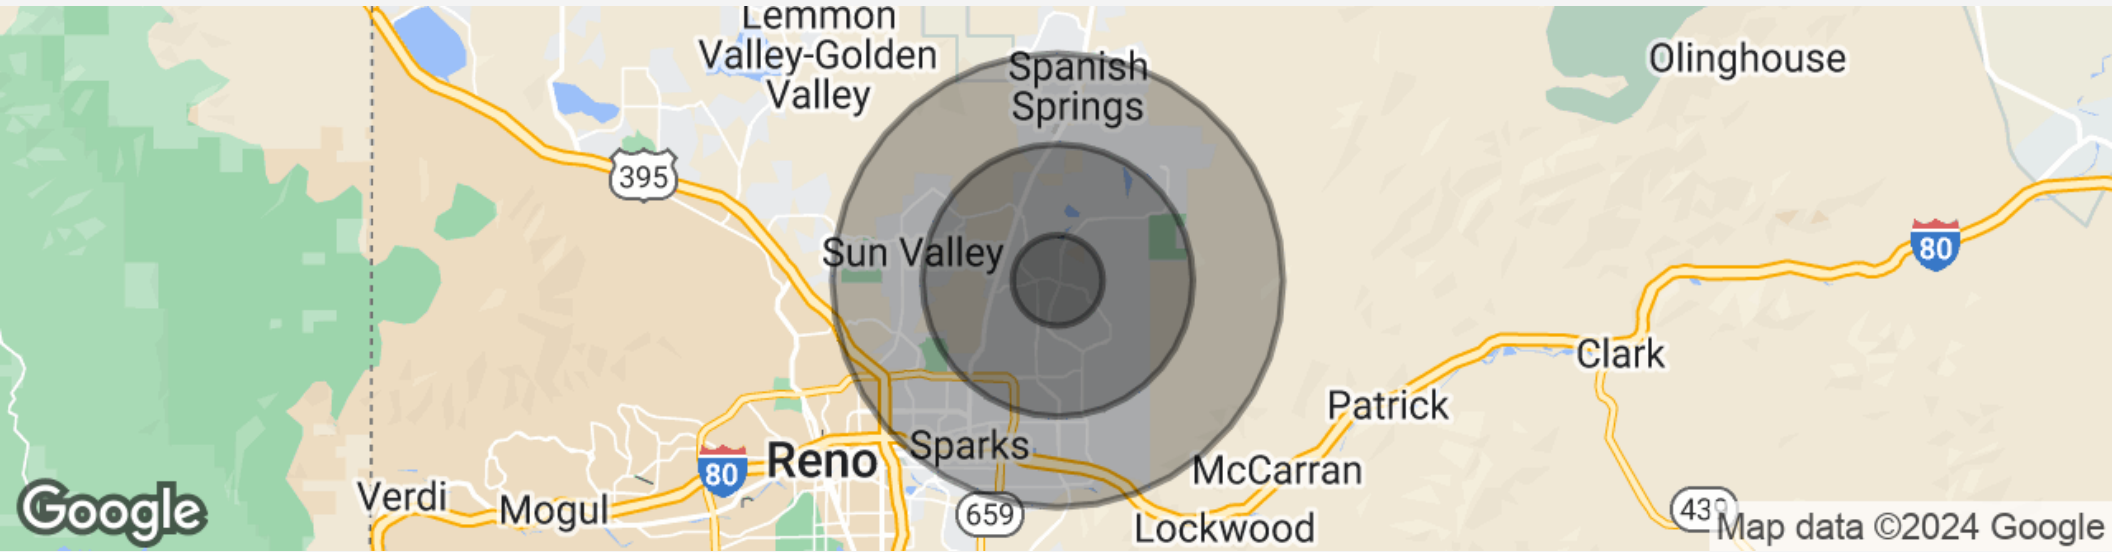 Lemmon
Valley-Golden
Valley
Spanish
Springs
Olinghouse
395
Sun Valley
80
Clark
Patrick
Sparks
Reno
80
McCarran
Verdi
Mogul
659
Lockwood
Google
Map data ©2024 Google